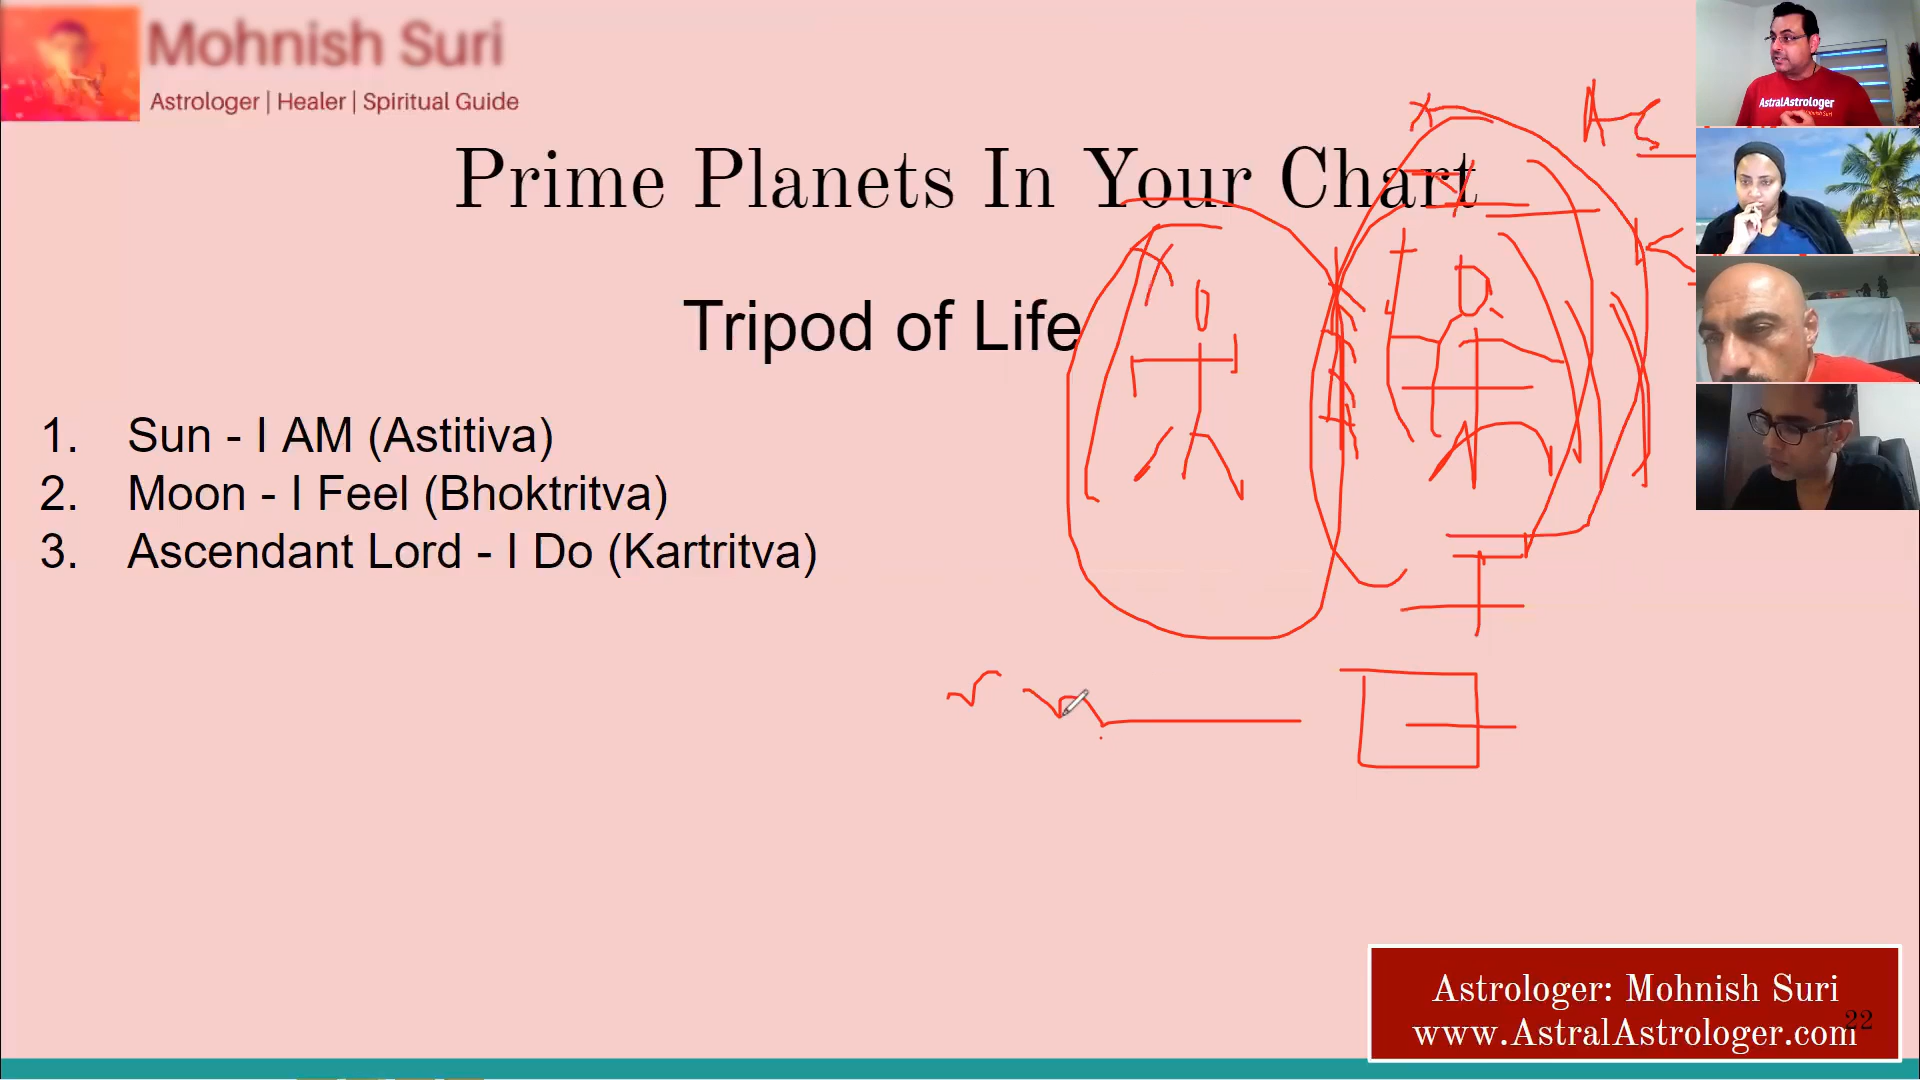 Mohnish Suri
Astrologer | Healer | Spiritual Guide
Prime Planets In Your Chart
Tripod of Life
1. Sun - I AM (Astitiva)
2. Moon - I Feel (Bhoktritva)
3. Ascendant Lord - I Do (Kartritva)
AstralAstrologer
Astrologer: Mohnish Suri
www.AstralAstrologer.com
22